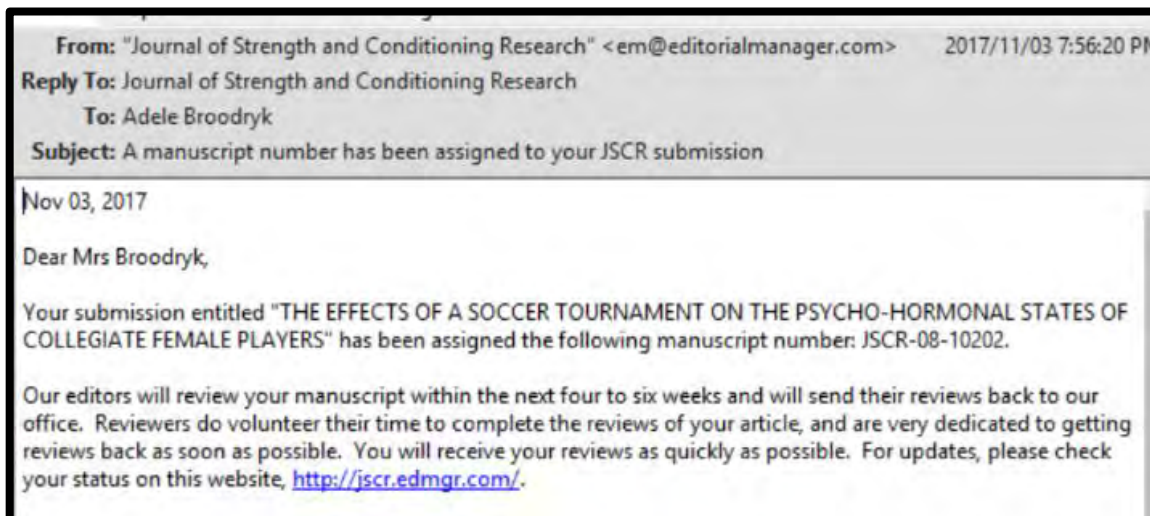 From: "Journal of Strength and Conditioning Research" <em@editorialmanager.com> 2017/11/03 7:56:20 PM
Reply To: Journal of Strength and Conditioning Research
To: Adele Broodryk
Subject: A manuscript number has been assigned to your JSCR submission
Nov 03, 2017
Dear Mrs Broodryk,
Your submission entitled "THE EFFECTS OF A SOCCER TOURNAMENT ON THE PSYCHO-HORMONAL STATES OF
COLLEGIATE FEMALE PLAYERS" has been assigned the following manuscript number: JSCR-08-10202.
Our editors will review your manuscript within the next four to six weeks and will send their reviews back to our
office. Reviewers do volunteer their time to complete the reviews of your article, and are very dedicated to getting
reviews back as soon as possible. You will receive your reviews as quickly as possible. For updates, please check
your status on this website, http://jscr.edmgr.com/.